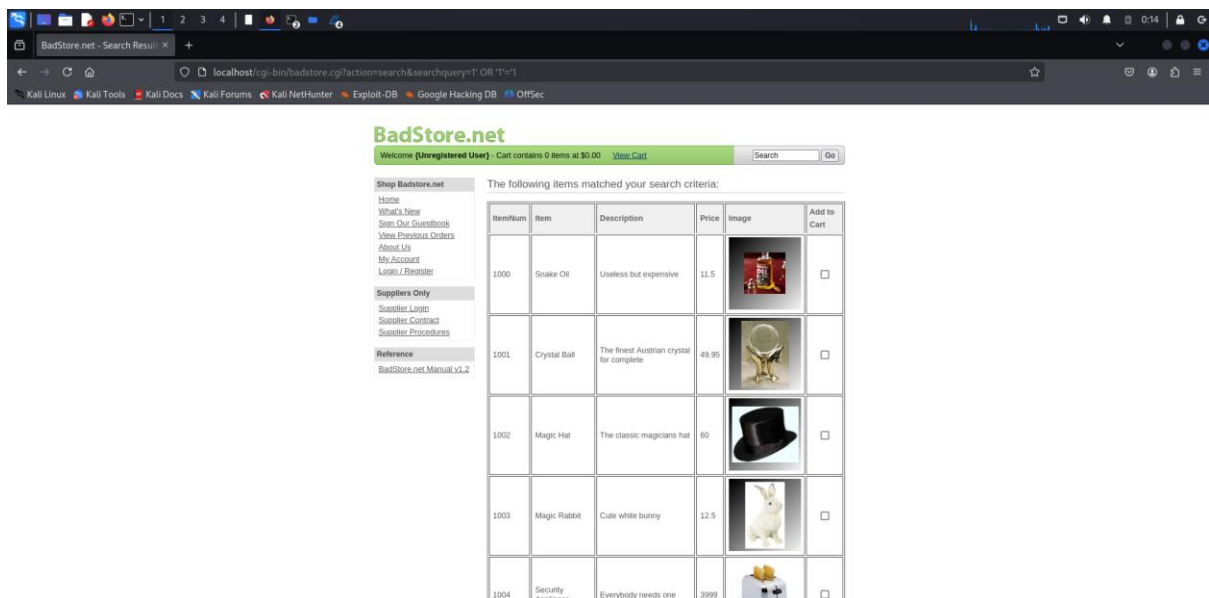 1 2 3 4
0:14
BadStore.net - Search Result
localhost/cgi-bin/badstore.cgi?action=search&searchquery=1' OR '1'='1
Kali Linux Kali Tools Kali Docs Kali Forums Kali NetHunter Exploit-DB Google Hacking DB OffSec
BadStore.net
Welcome {Unregistered User} - Cart contains 0 items at $0.00 View Cart Search Go
Shop Badstore.net
Home
What's New
Sign Our Guestbook
View Previous Orders
About Us
My Account
Login / Register
Suppliers Only
Supplier Login
Supplier Contract
Supplier Procedures
Reference
BadStore.net Manual v1.2
The following items matched your search criteria:
ItemNum Item Description Price Image Add to
Cart
1000 Snake Oil Useless but expensive 11.5
1001 Crystal Ball The finest Austrian crystal
for complete 49.95
1002 Magic Hat The classic magicians hat 60
1003 Magic Rabbit Cute white bunny 12.5
1004 Security
Everybody needs one 3999